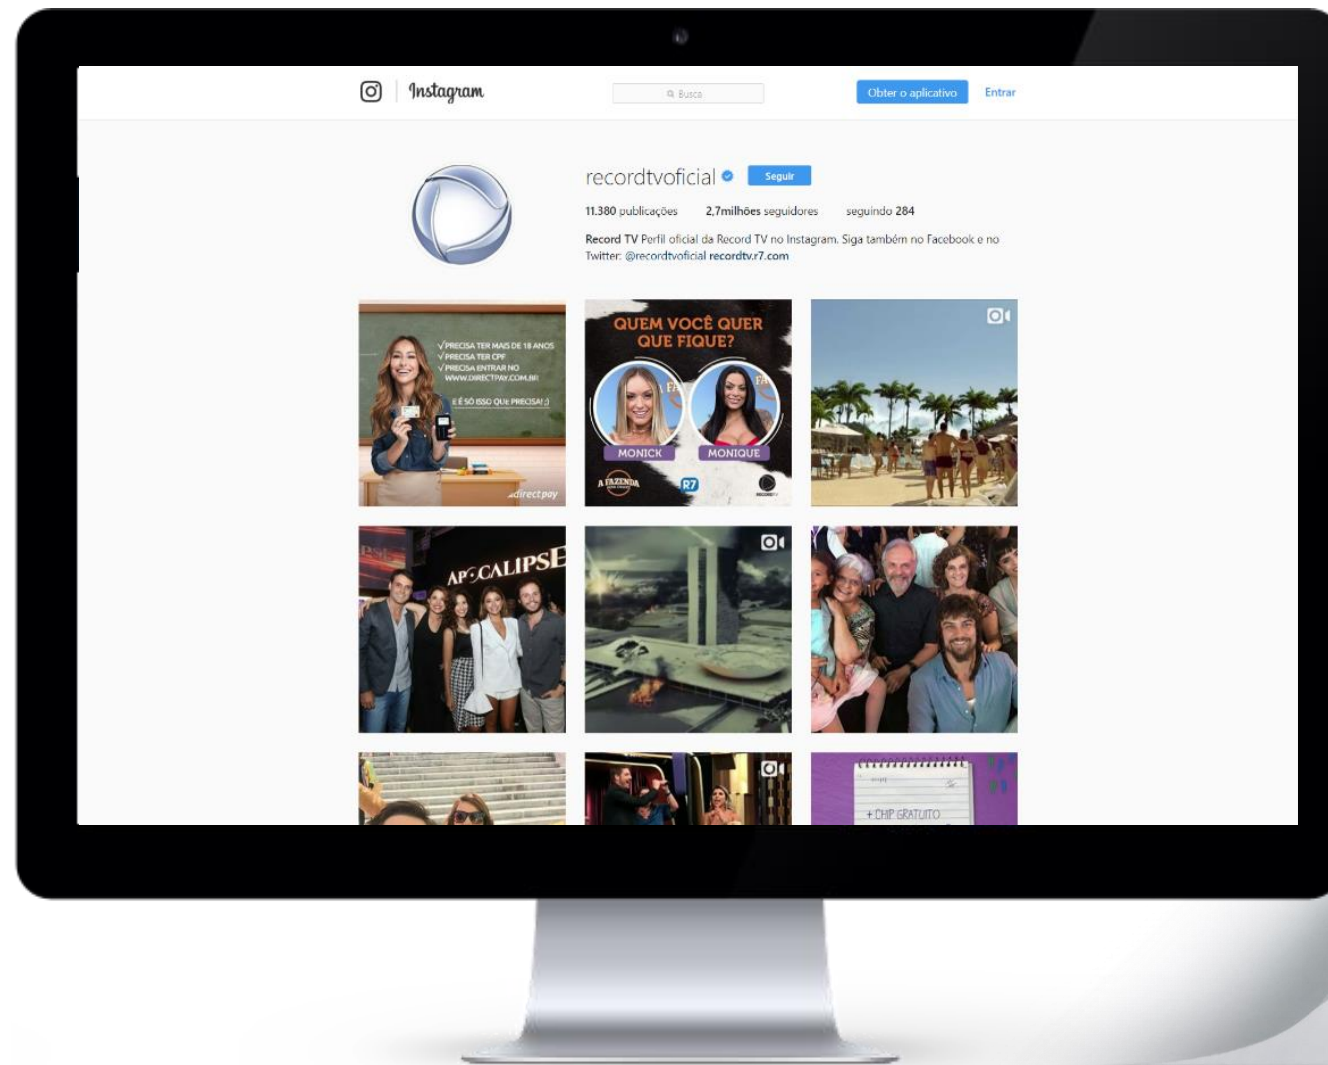 Instagram
Busca
Obter o aplicativo
Entrar
recordtvoficial
Seguir
11.380 publicações 2,7milhões seguidores seguindo 284
Record TV Perfil oficial da Record TV no Instagram. Siga também no Facebook e no
Twitter: @recordtvoficial recordtv.r7.com
√PRECISA TER MAIS DE 18 ANOS
√PRECISA TER CPF
√PRECISA ENTRAR NO
WWW.DIRECTPAY.COM.BR
E É SÓ ISSO QUE PRECISA! ;)
directpay
QUEM VOCÊ QUER
QUE FIQUE?
MONICK
MONIQUE
A FAZENDA
R7
RECORDTV
APOCALIPSE
+ CHIP GRATUITO